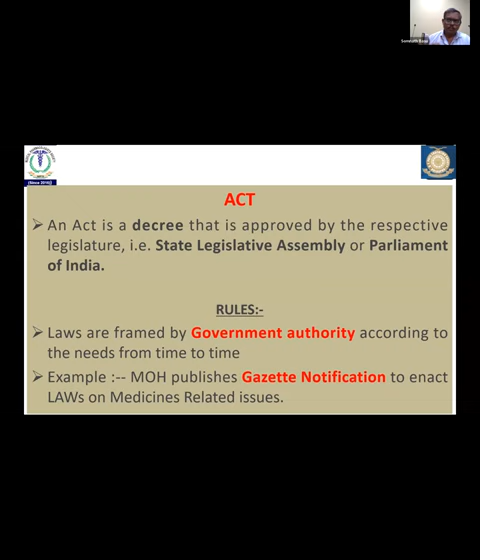 (Since 2016)
ACT
➢ An Act is a decree that is approved by the respective
legislature, i.e. State Legislative Assembly or Parliament
of India.
RULES:-
➢ Laws are framed by Government authority according to
the needs from time to time
➢ Example :-- MOH publishes Gazette Notification to enact
LAWs on Medicines Related issues.